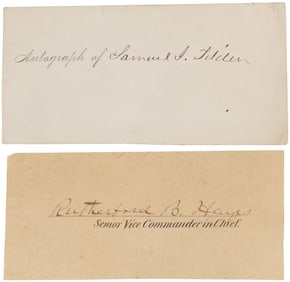 Autograph of Samuel J. Tilden
Rutherford B. Hayes
Senior Vice Commander in Chief.